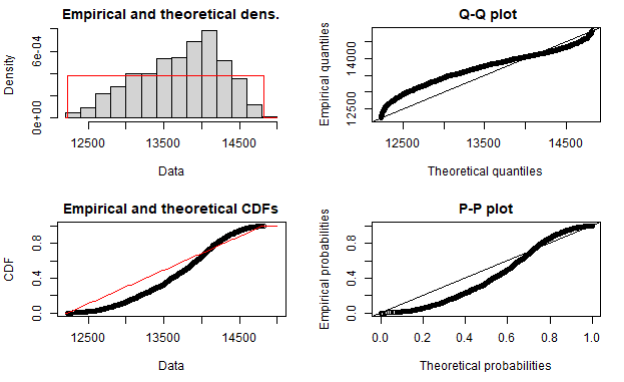 Empirical and theoretical dens.
Density
0e+00
6e-04
12500
13500
14500
Data
Q-Q plot
Empirical quantiles
12500
14000
12500
13500
14500
Theoretical quantiles
Empirical and theoretical CDFs
CDF
0.0
0.4
0.8
12500
13500
14500
Data
P-P plot
Empirical probabilities
0.0
0.4
0.8
0.0
0.2
0.4
0.6
0.8
1.0
Theoretical probabilities